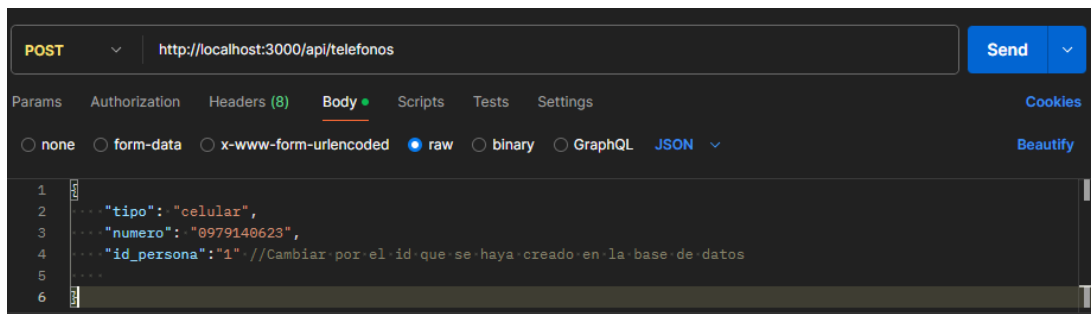 POST http://localhost:3000/api/telefonos Send
Params Authorization Headers (8) Body Scripts Tests Settings Cookies
none form-data x-www-form-urlencoded raw binary GraphQL JSON Beautify
1 {
2 "tipo": "celular",
3 "numero": "0979140623",
4 "id_persona":"1" //Cambiar por el id que se haya creado en la base de datos
5
6 }